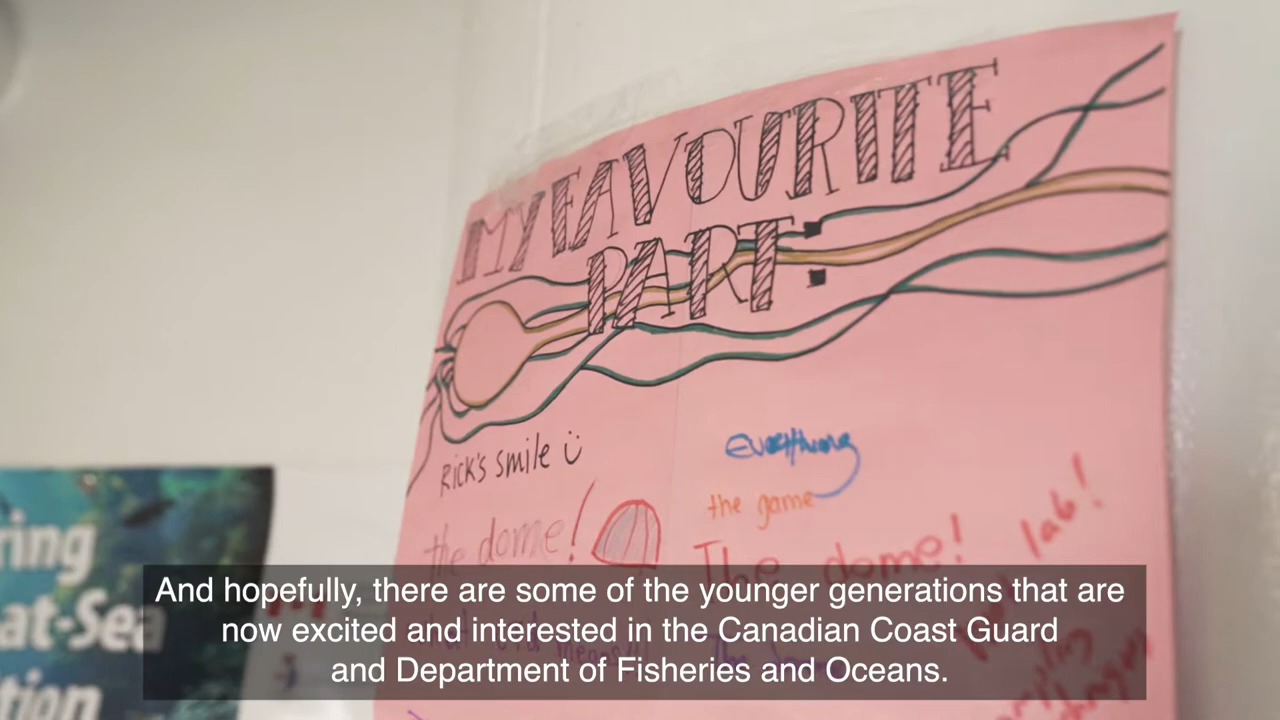 MY FAVOURITE
PART:
RICK'S SMILE
Everything
the dome!
the game
The dome!
lab!
ring
at-Sea
tion
And hopefully, there are some of the younger generations that are
now excited and interested in the Canadian Coast Guard
and Department of Fisheries and Oceans.